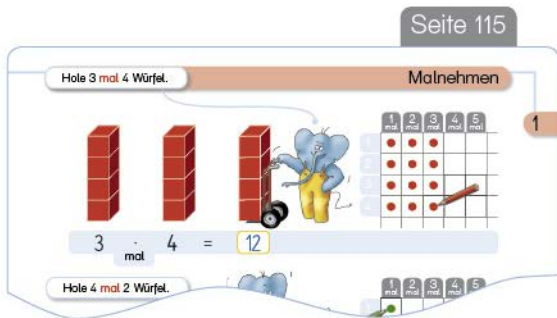 Seite 115
Hole 3 mal 4 Würfel.
Malnehmen
1
1 2 3 4 5
mal mal mal mal mal
1
2
3
4
3 · 4 = 12
mal
Hole 4 mal 2 Würfel.
1 2 3 4 5
mal mal mal mal mal